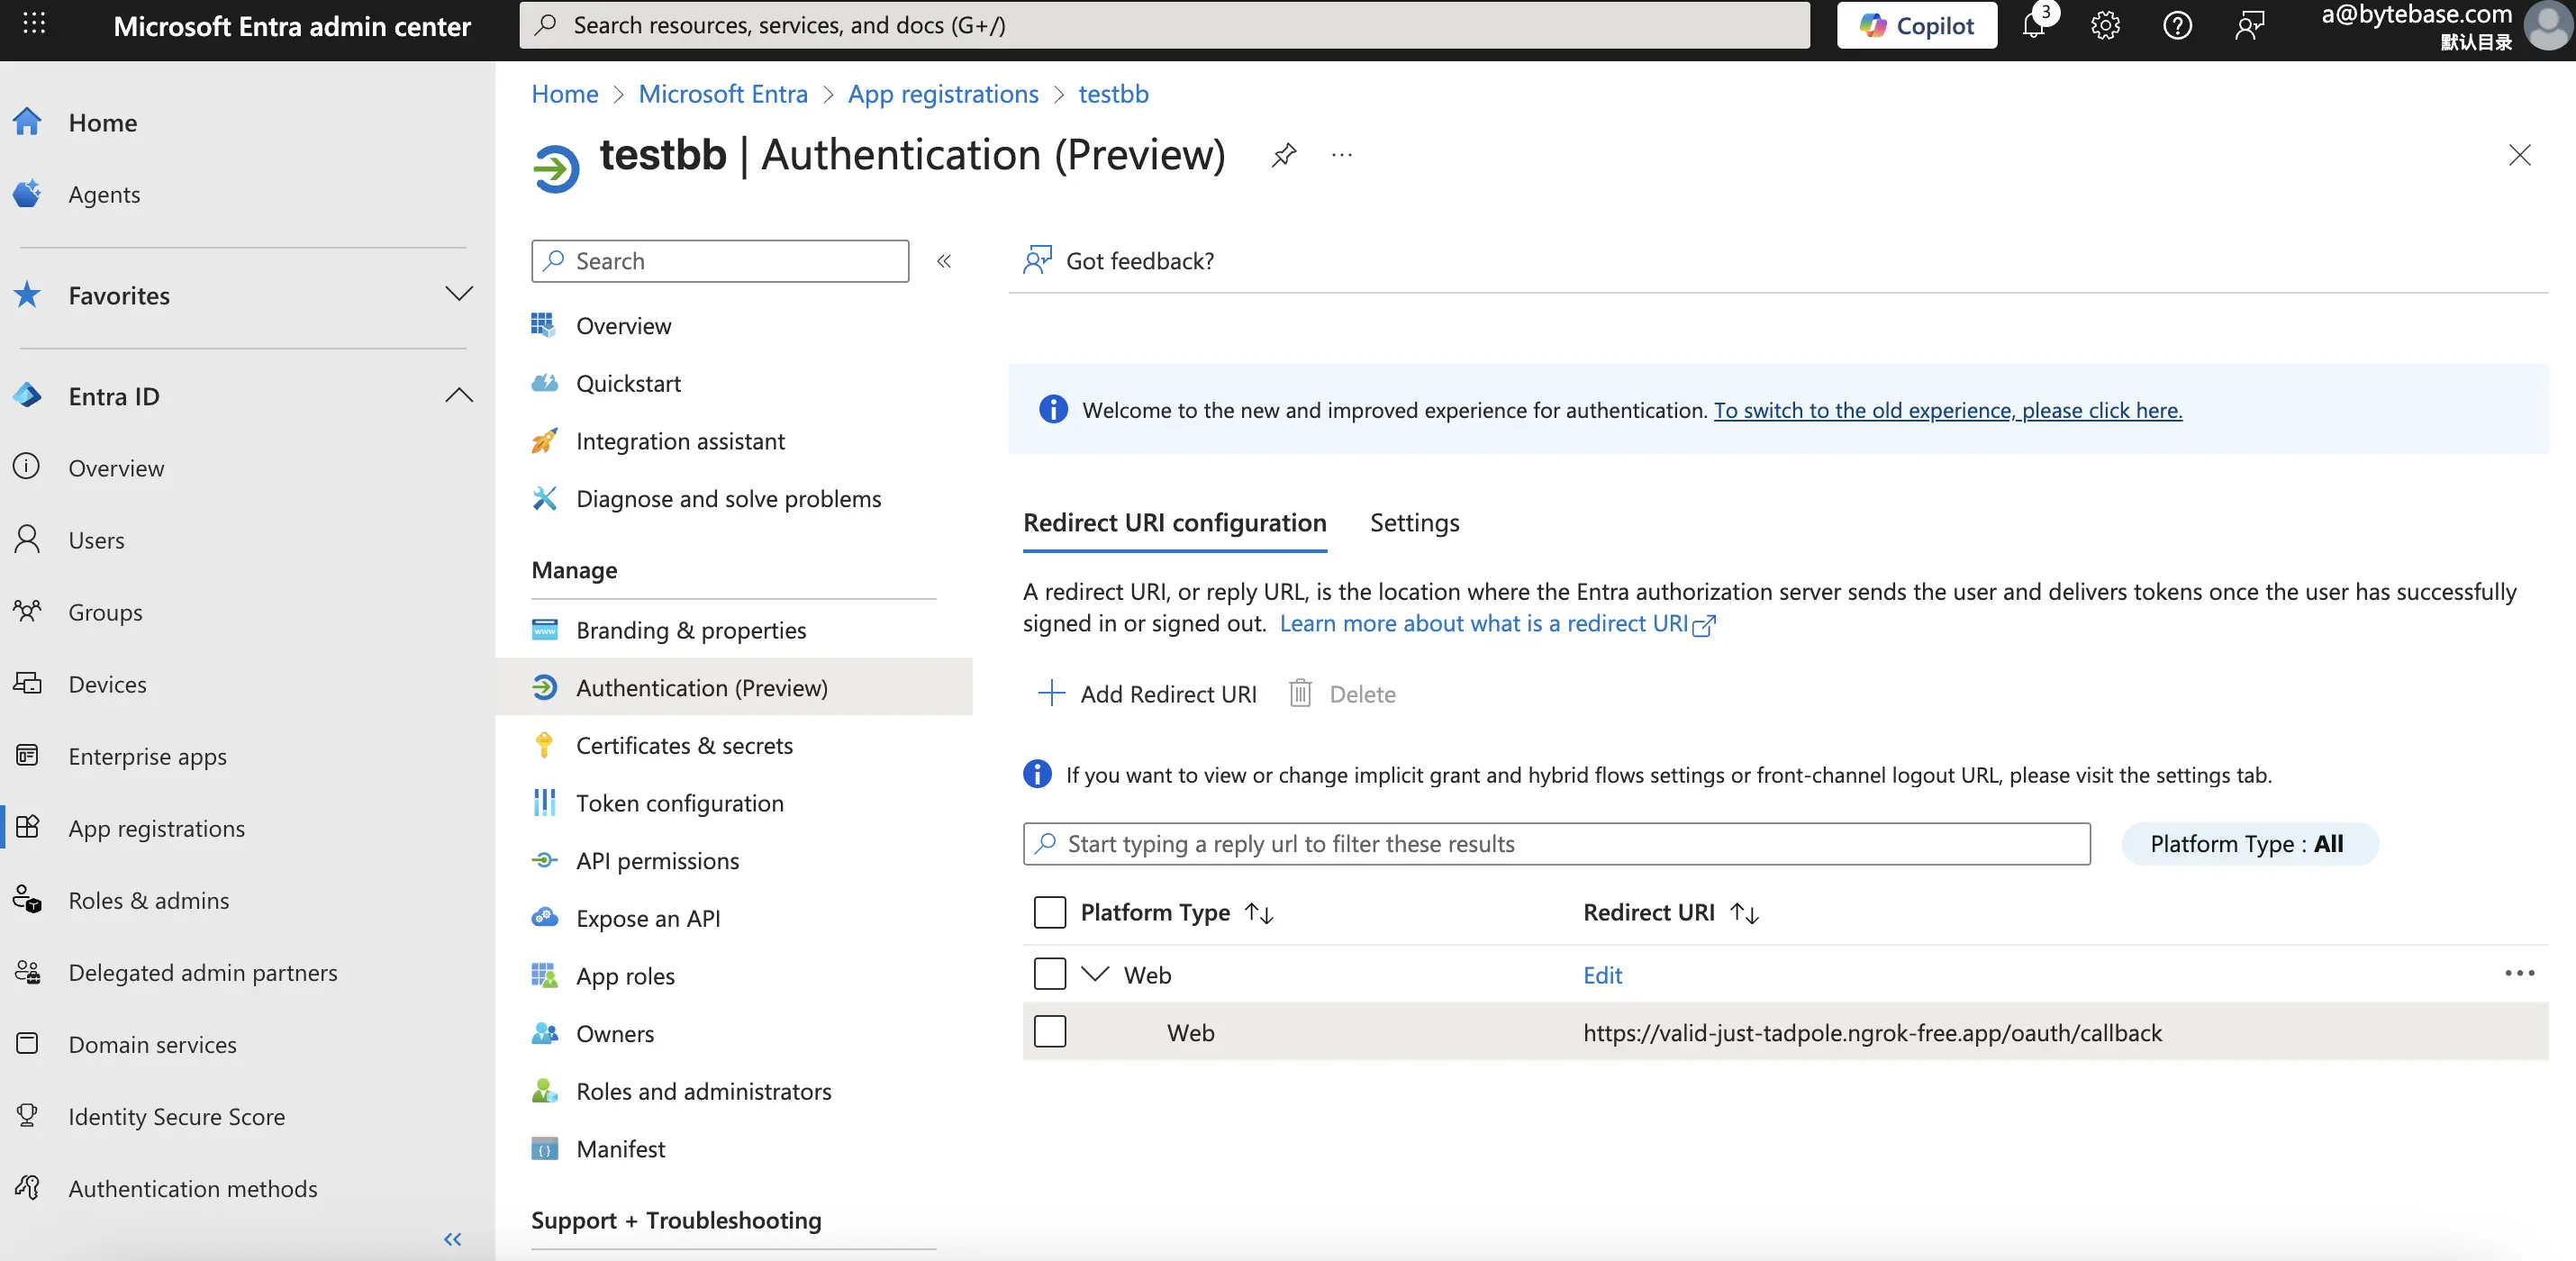 Microsoft Entra admin center
Search resources, services, and docs (G+/)
Copilot
3
a@bytebase.com
默认目录
Home
Agents
Favorites
Entra ID
Overview
Users
Groups
Devices
Enterprise apps
App registrations
Roles & admins
Delegated admin partners
Domain services
Identity Secure Score
Authentication methods
Home > Microsoft Entra > App registrations > testbb
testbb | Authentication (Preview)
Search
Overview
Quickstart
Integration assistant
Diagnose and solve problems
Manage
Branding & properties
Authentication (Preview)
Certificates & secrets
Token configuration
API permissions
Expose an API
App roles
Owners
Roles and administrators
Manifest
Support + Troubleshooting
Got feedback?
Welcome to the new and improved experience for authentication. To switch to the old experience, please click here.
Redirect URI configuration Settings
A redirect URI, or reply URL, is the location where the Entra authorization server sends the user and delivers tokens once the user has successfully
signed in or signed out. Learn more about what is a redirect URI
Add Redirect URI Delete
If you want to view or change implicit grant and hybrid flows settings or front-channel logout URL, please visit the settings tab.
Start typing a reply url to filter these results Platform Type : All
Platform Type Redirect URI
Web Edit
Web https://valid-just-tadpole.ngrok-free.app/oauth/callback